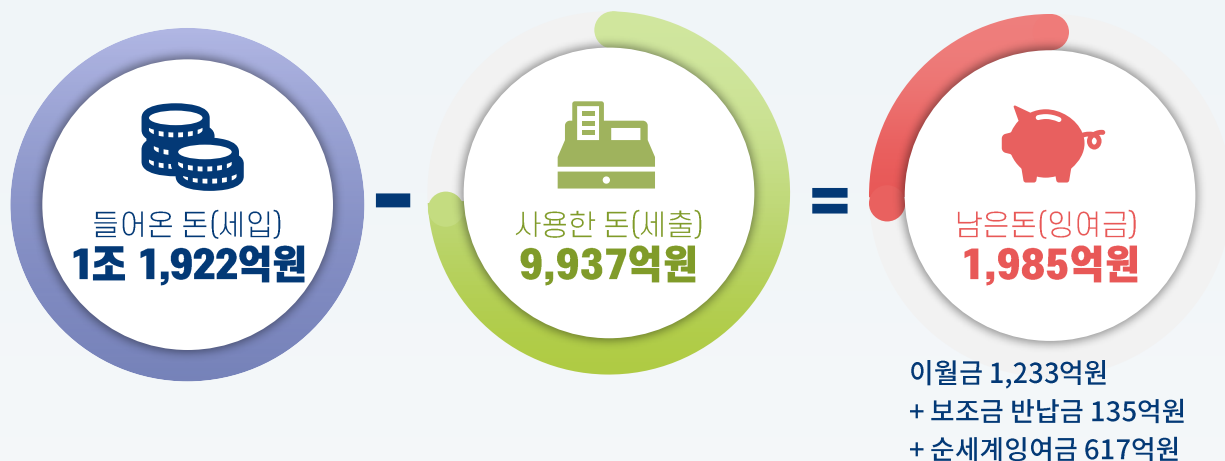 들어온 돈(세입)
1조 1,922억원
-
사용한 돈(세출)
9,937억원
=
남은돈(잉여금)
1,985억원
이월금 1,233억원
+ 보조금 반납금 135억원
+ 순세계잉여금 617억원